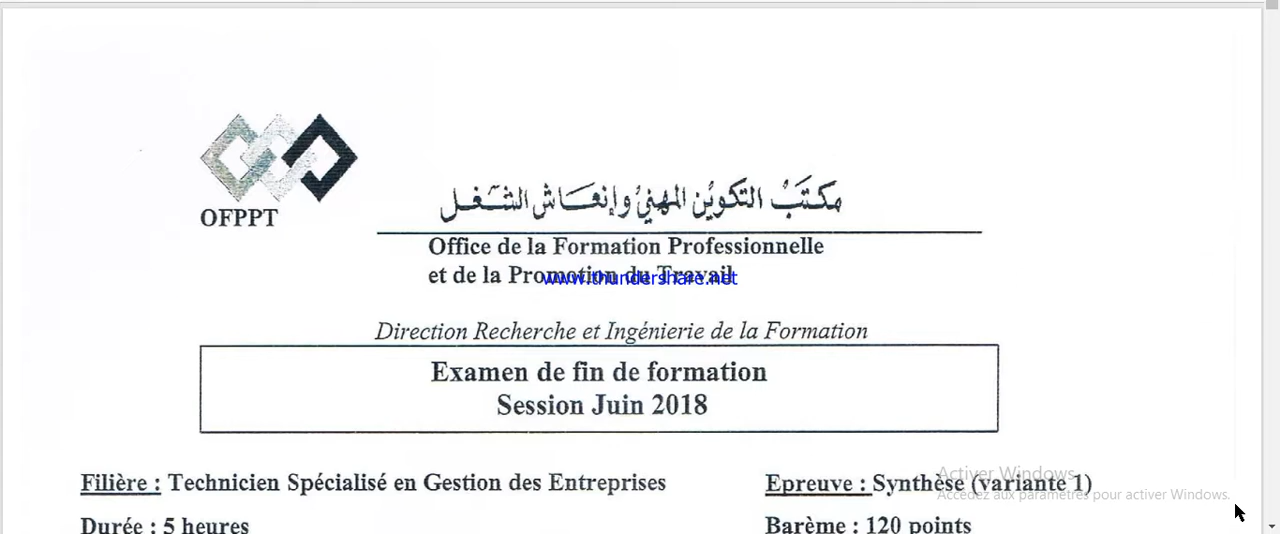 مكتب التكوين المهني وإنعاش الشغل
OFPPT
Office de la Formation Professionnelle
et de la Promotion du Travail
www.thundershare.net
Direction Recherche et Ingénierie de la Formation
Examen de fin de formation
Session Juin 2018
Activer Windows
Filière : Technicien Spécialisé en Gestion des Entreprises Epreuve : Synthèse (variante 1)
Accédez aux paramètres pour activer Windows.
Durée : 5 heures Barème : 120 points